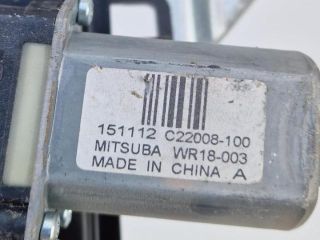 151112 C22008-100
MITSUBA WR18-003
MADE IN CHINA A